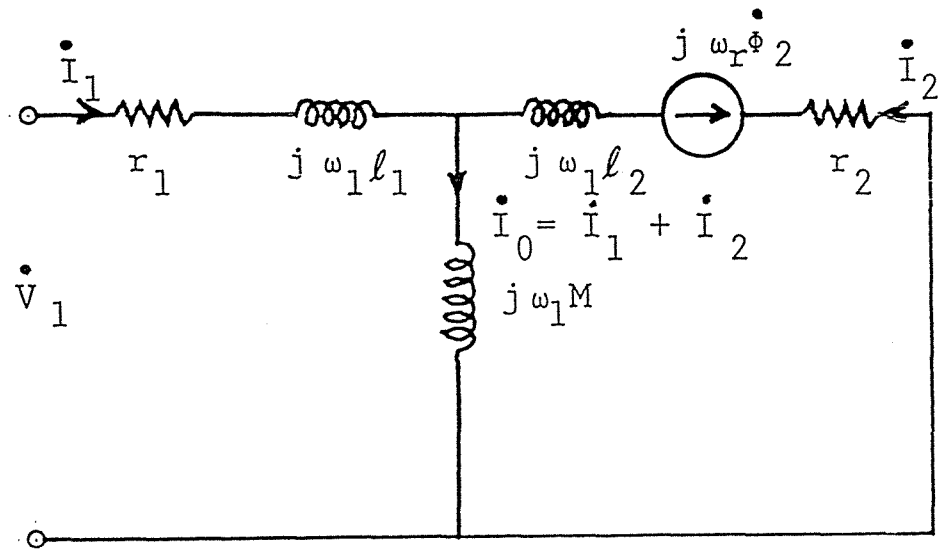 j ω_r Φ̇_2
İ_1
İ_2
r_1
j ω_1 ℓ_1
j ω_1 ℓ_2
r_2
İ_0 = İ_1 + İ_2
V̇_1
j ω_1 M